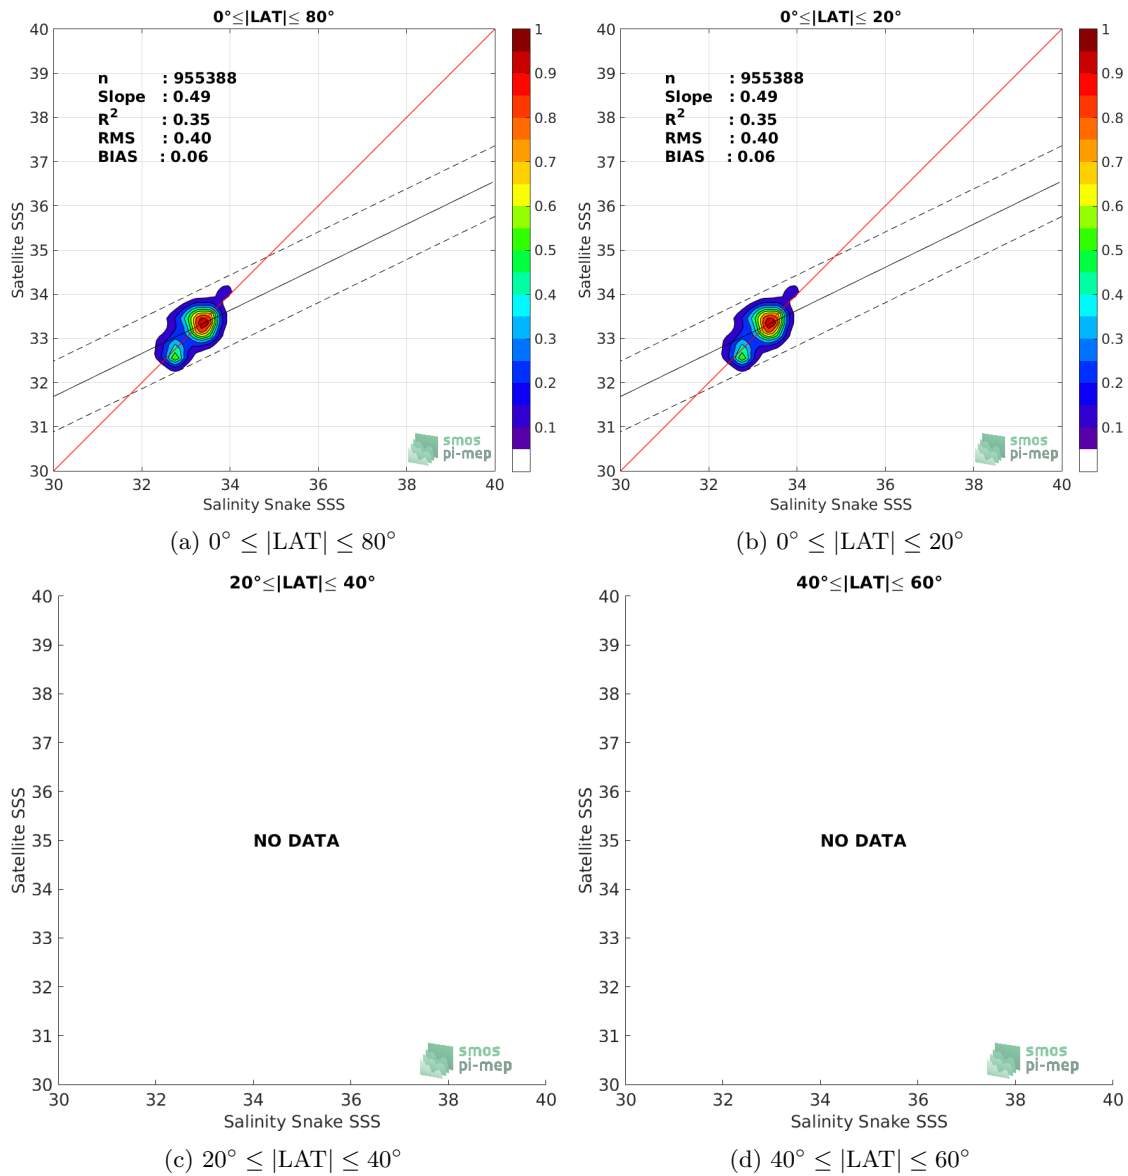 0°≤|LAT|≤ 80°
40
39
38
37
36
35
34
33
32
31
30
Satellite SSS
n : 955388
Slope : 0.49
R² : 0.35
RMS : 0.40
BIAS : 0.06
smos
pi-mep
30 32 34 36 38 40
Salinity Snake SSS
1
0.9
0.8
0.7
0.6
0.5
0.4
0.3
0.2
0.1
(a) 0° ≤ |LAT| ≤ 80°
0°≤|LAT|≤ 20°
40
39
38
37
36
35
34
33
32
31
30
Satellite SSS
n : 955388
Slope : 0.49
R² : 0.35
RMS : 0.40
BIAS : 0.06
smos
pi-mep
30 32 34 36 38 40
Salinity Snake SSS
1
0.9
0.8
0.7
0.6
0.5
0.4
0.3
0.2
0.1
(b) 0° ≤ |LAT| ≤ 20°
20°≤|LAT|≤ 40°
40
39
38
37
36
35
34
33
32
31
30
Satellite SSS
NO DATA
smos
pi-mep
30 32 34 36 38 40
Salinity Snake SSS
(c) 20° ≤ |LAT| ≤ 40°
40°≤|LAT|≤ 60°
40
39
38
37
36
35
34
33
32
31
30
Satellite SSS
NO DATA
smos
pi-mep
30 32 34 36 38 40
Salinity Snake SSS
(d) 40° ≤ |LAT| ≤ 60°